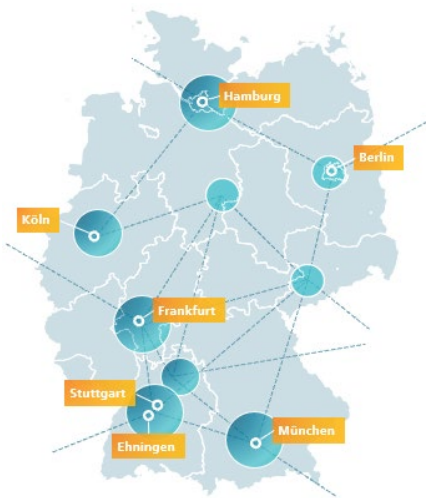 Hamburg
Berlin
Köln
Frankfurt
Stuttgart
Ehningen
München